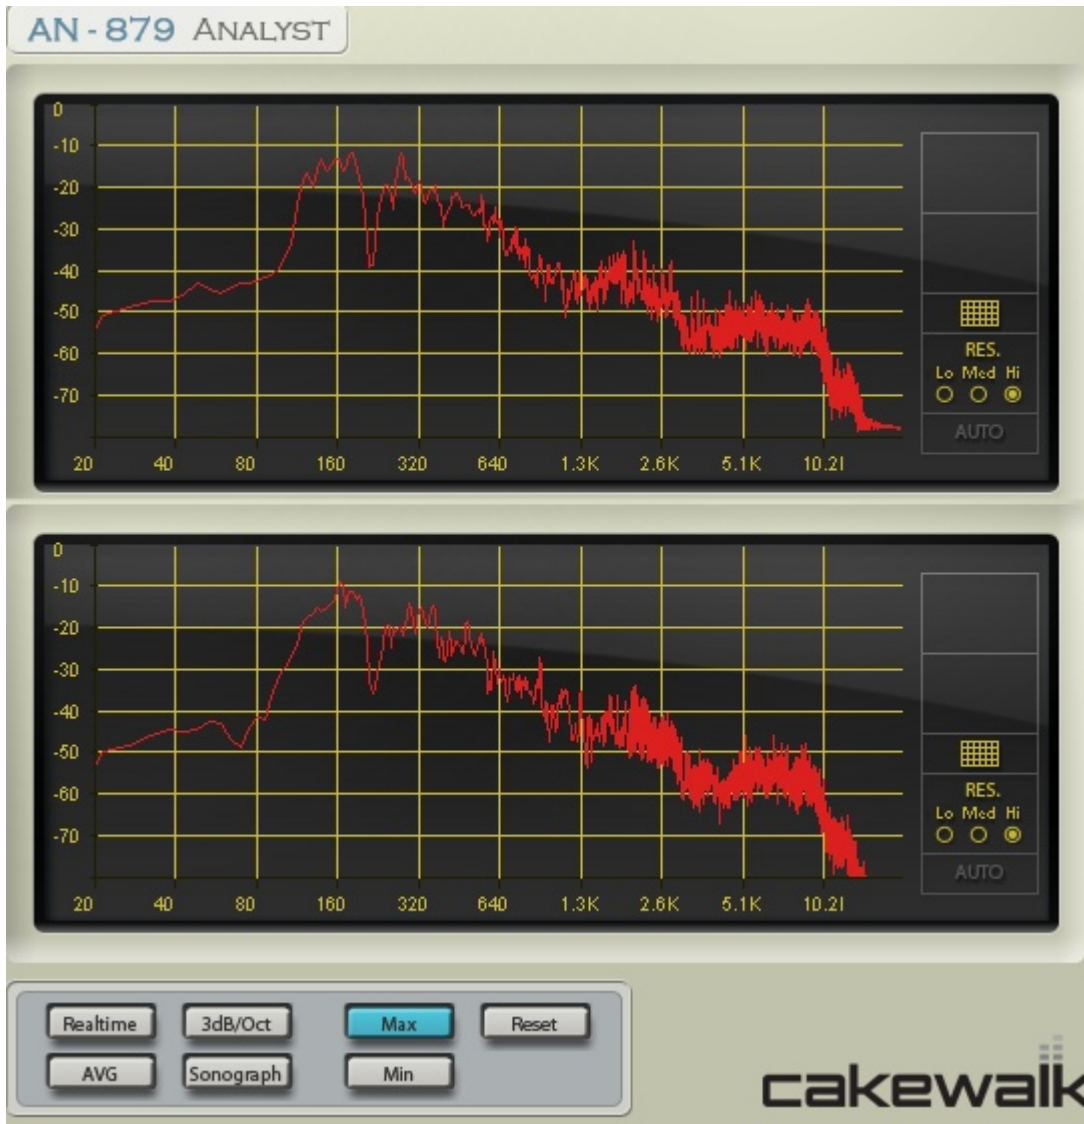 AN - 879 ANALYST
0
-10
-20
-30
-40
-50
-60
-70
20 40 80 160 320 640 1.3K 2.6K 5.1K 10.2I
RES.
Lo Med Hi
AUTO
0
-10
-20
-30
-40
-50
-60
-70
20 40 80 160 320 640 1.3K 2.6K 5.1K 10.2I
RES.
Lo Med Hi
AUTO
Realtime 3dB/Oct Max Reset
AVG Sonograph Min
cakewalk